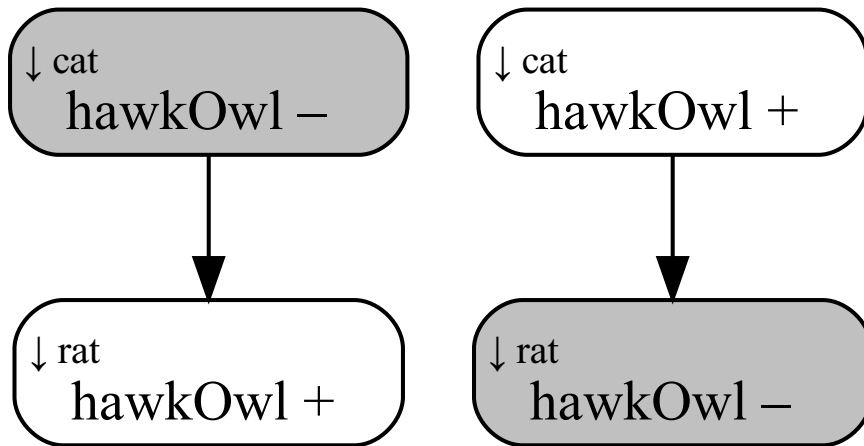 ↓ cat
hawkOwl –
↓ cat
hawkOwl +
↓ rat
hawkOwl +
↓ rat
hawkOwl –